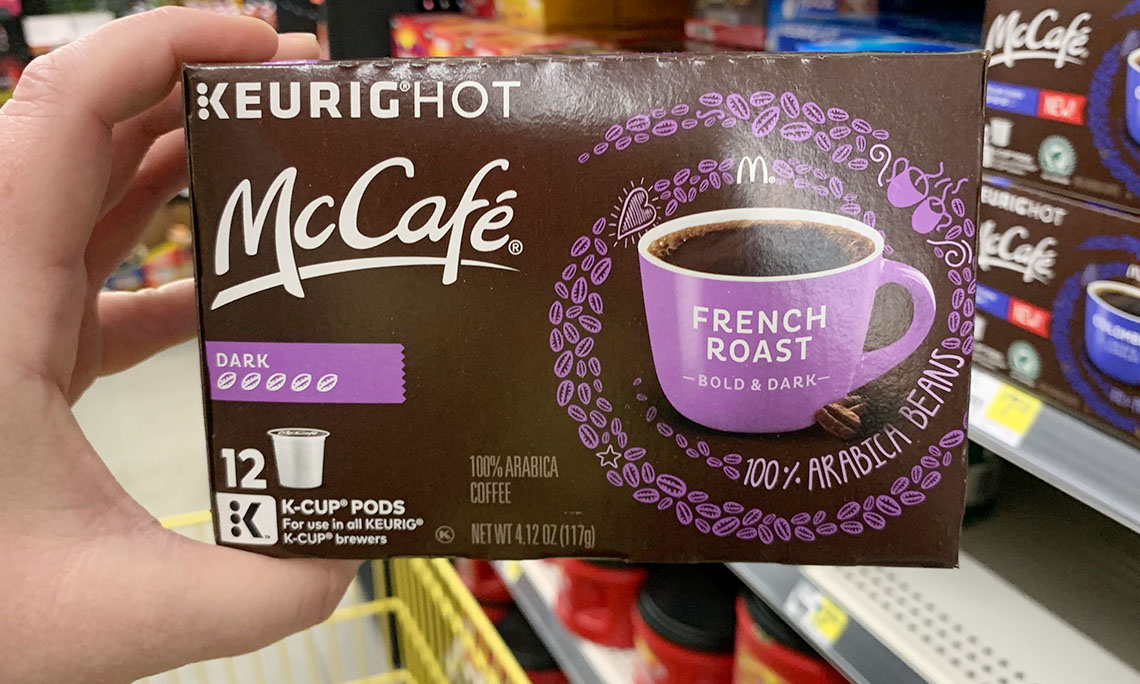 KEURIG® HOT
McCafé®
DARK
12
K
K-CUP® PODS
For use in all KEURIG®
K-CUP® brewers
100% ARABICA
COFFEE
K
NET WT 4.12 OZ (117g)
M.
FRENCH
ROAST
—BOLD & DARK—
100% ARABICA BEANS
McCafé
McCafé
NEW!
HOT
McCafé
NEW!